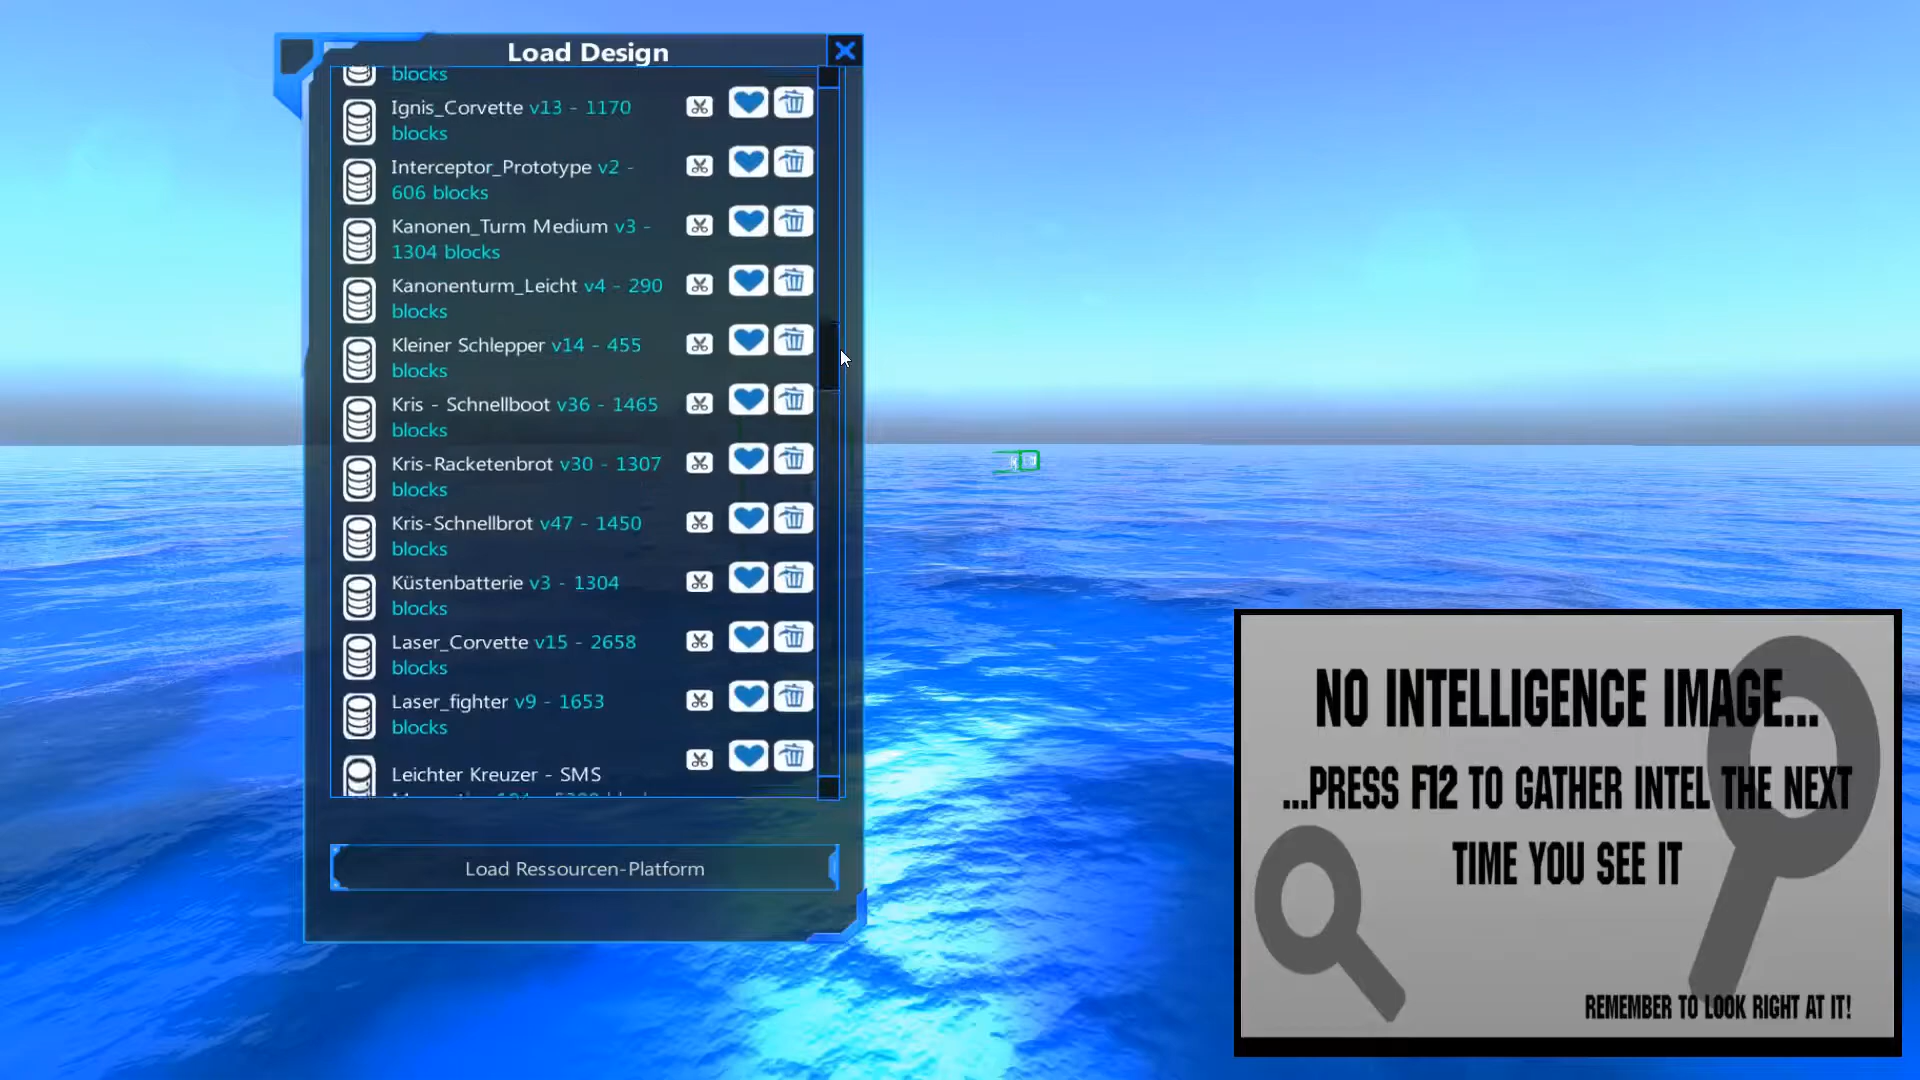 Load Design
blocks
Ignis_Corvette v13 - 1170
blocks
Interceptor_Prototype v2 -
606 blocks
Kanonen_Turm Medium v3 -
1304 blocks
Kanonenturm_Leicht v4 - 290
blocks
Kleiner Schlepper v14 - 455
blocks
Kris - Schnellboot v36 - 1465
blocks
Kris-Racketenbrot v30 - 1307
blocks
Kris-Schnellbrot v47 - 1450
blocks
Küstenbatterie v3 - 1304
blocks
Laser_Corvette v15 - 2658
blocks
Laser_fighter v9 - 1653
blocks
Leichter Kreuzer - SMS
Load Ressourcen-Platform
NO INTELLIGENCE IMAGE...
...PRESS F12 TO GATHER INTEL THE NEXT
TIME YOU SEE IT
REMEMBER TO LOOK RIGHT AT IT!